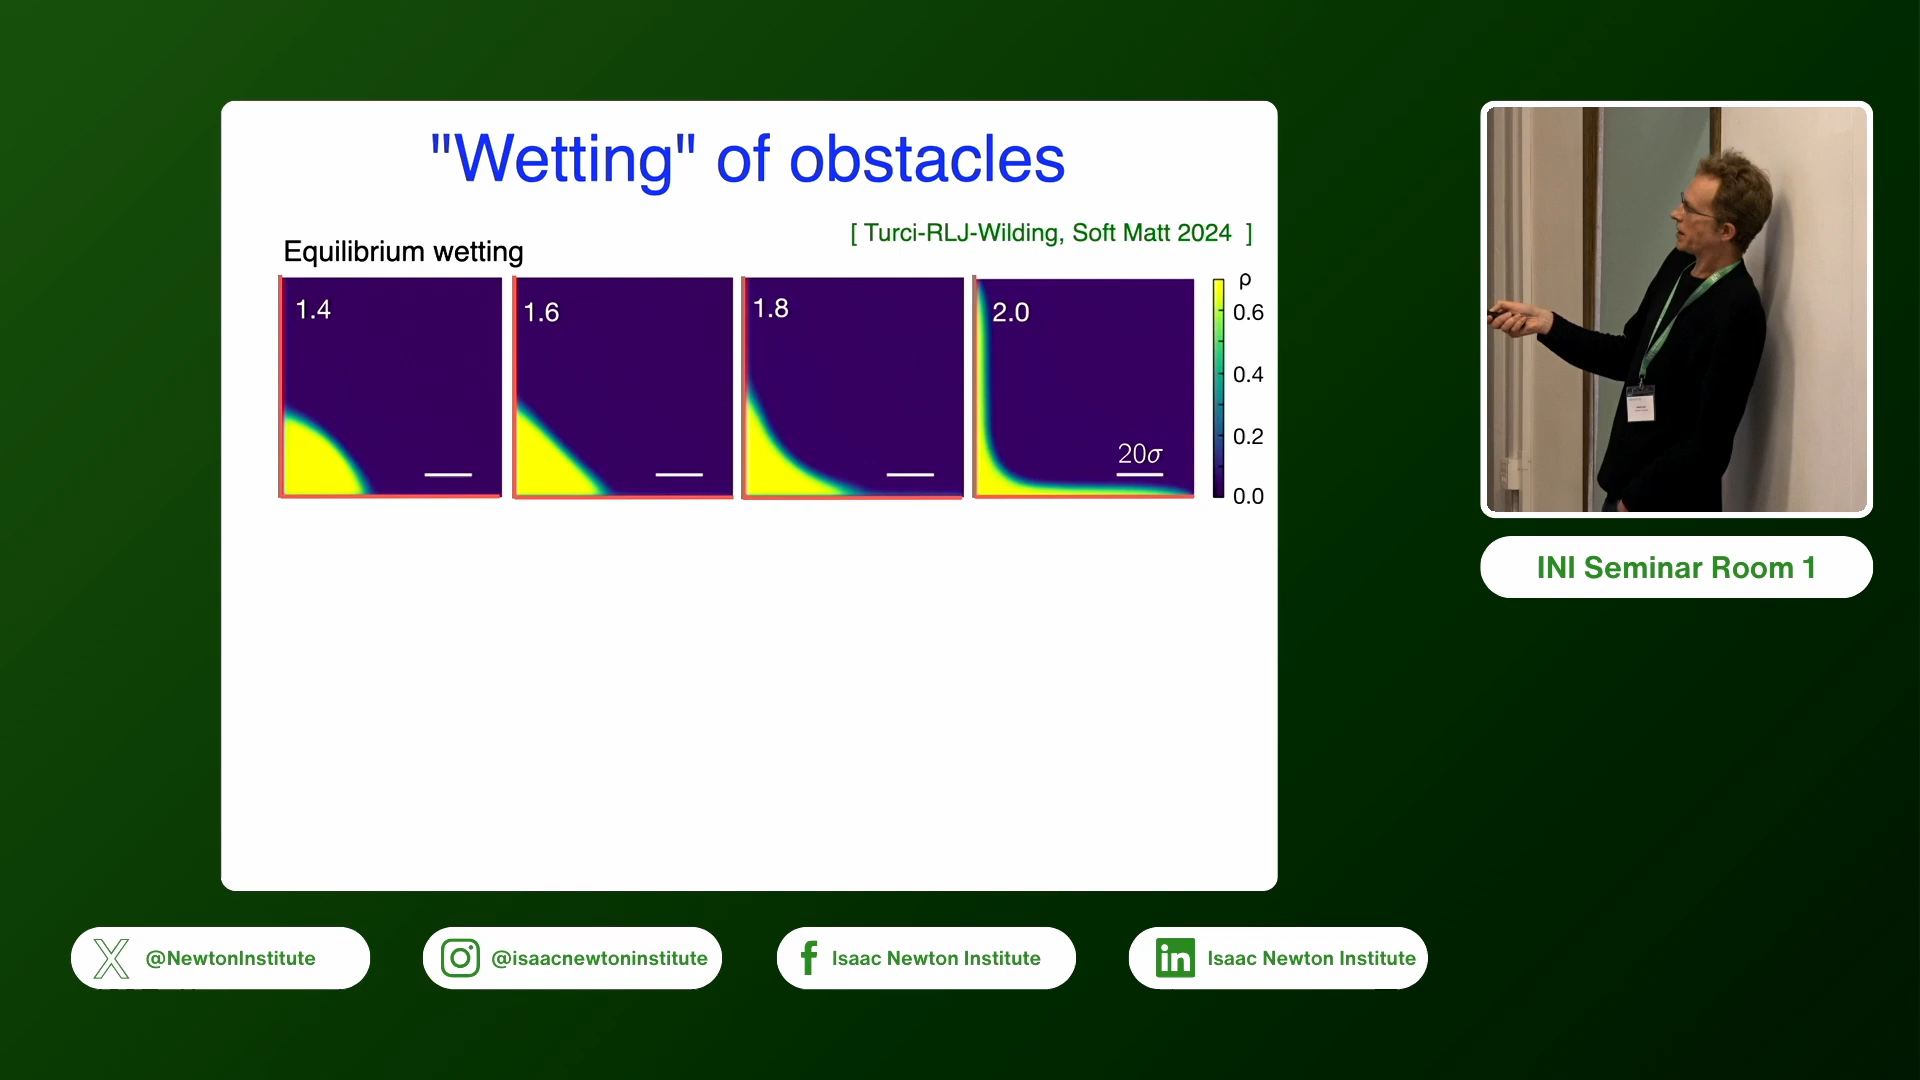 "Wetting" of obstacles
[ Turci-RLJ-Wilding, Soft Matt 2024 ]
Equilibrium wetting
1.4
1.6
1.8
2.0
20σ
ρ
0.6
0.4
0.2
0.0
INI Seminar Room 1
@NewtonInstitute
@isaacnewtoninstitute
Isaac Newton Institute
Isaac Newton Institute